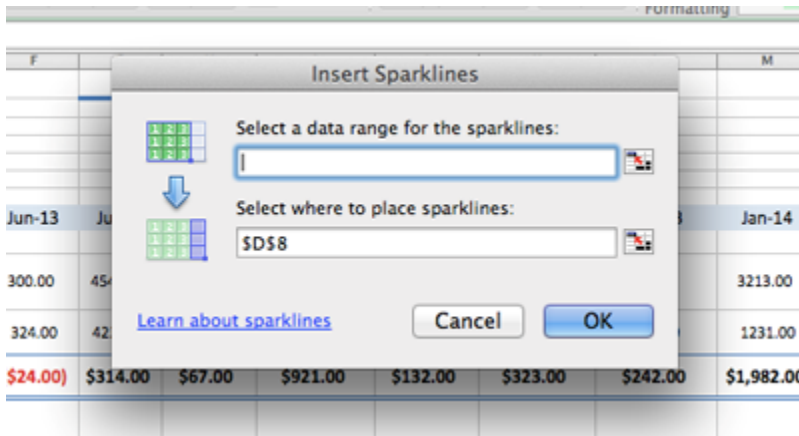 Formatting
F M
Insert Sparklines
Select a data range for the sparklines:
Select where to place sparklines:
$D$8
Jun-13 Jan-14
300.00 3213.00
Learn about sparklines Cancel OK
324.00 1231.00
$24.00) $314.00 $67.00 $921.00 $132.00 $323.00 $242.00 $1,982.00